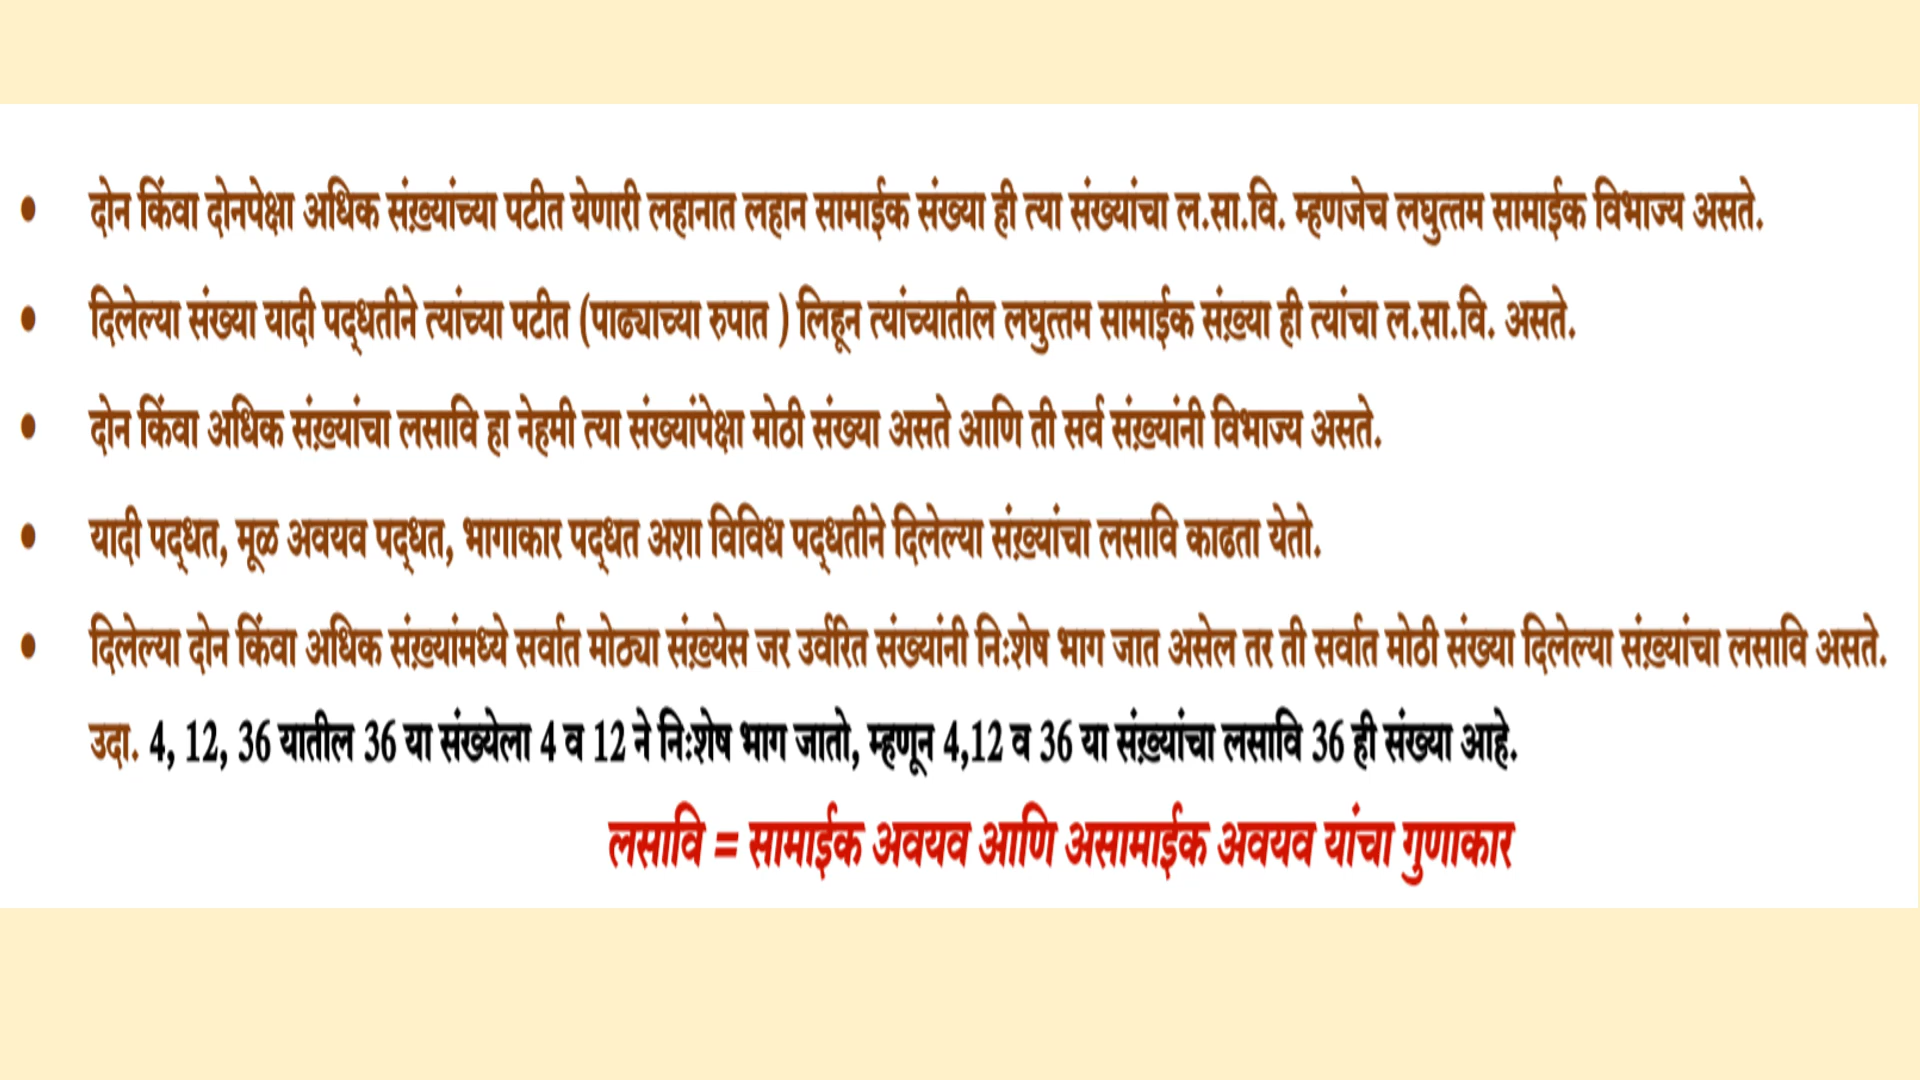 • दोन किंवा दोनपेक्षा अधिक संख्यांच्या पटीत येणारी लहानात लहान सामाईक संख्या ही त्या संख्यांचा ल.सा.वि. म्हणजेच लघुत्तम सामाईक विभाज्य असते.
• दिलेल्या संख्या यादी पद्धतीने त्यांच्या पटीत (पाढ्याच्या रुपात ) लिहून त्यांच्यातील लघुत्तम सामाईक संख्या ही त्यांचा ल.सा.वि. असते.
• दोन किंवा अधिक संख्यांचा लसावि हा नेहमी त्या संख्यांपेक्षा मोठी संख्या असते आणि ती सर्व संख्यांनी विभाज्य असते.
• यादी पद्धत, मूळ अवयव पद्धत, भागाकार पद्धत अशा विविध पद्धतीने दिलेल्या संख्यांचा लसावि काढता येतो.
• दिलेल्या दोन किंवा अधिक संख्यांमध्ये सर्वात मोठ्या संख्येस जर उर्वरित संख्यांनी नि:शेष भाग जात असेल तर ती सर्वात मोठी संख्या दिलेल्या संख्यांचा लसावि असते.
उदा. 4, 12, 36 यातील 36 या संख्येला 4 व 12 ने नि:शेष भाग जातो, म्हणून 4,12 व 36 या संख्यांचा लसावि 36 ही संख्या आहे.
लसावि = सामाईक अवयव आणि असामाईक अवयव यांचा गुणाकार